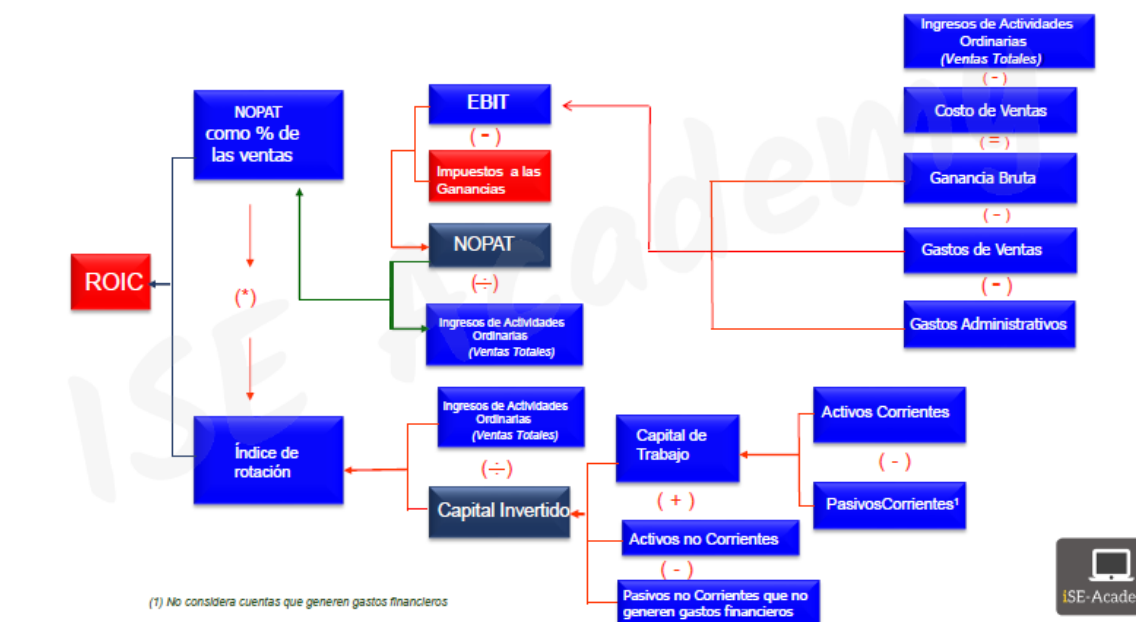 Ingresos de Actividades
Ordinarias
(Ventas Totales)
(-)
Costo de Ventas
(=)
Ganancia Bruta
(-)
Gastos de Ventas
(-)
Gastos Administrativos
EBIT
(-)
Impuestos a las
Ganancias
NOPAT
(÷)
Ingresos de Actividades
Ordinarias
(Ventas Totales)
NOPAT
como % de
las ventas
ROIC
(*)
Índice de
rotación
Ingresos de Actividades
Ordinarias
(Ventas Totales)
(÷)
Capital Invertido
Capital de
Trabajo
(+)
Activos no Corrientes
(-)
Pasivos no Corrientes que no
generen gastos financieros
Activos Corrientes
(-)
PasivosCorrientes¹
(1) No considera cuentas que generen gastos financieros
ISE Academy
iSE-Acade